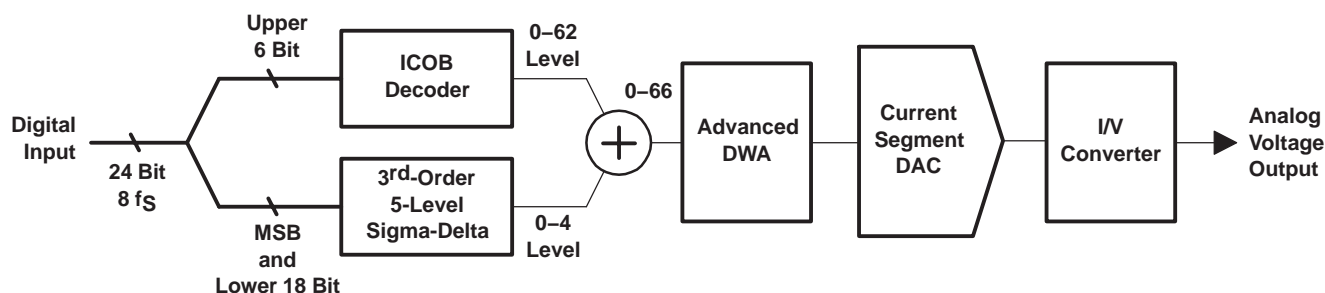 Digital
Input
24 Bit
8 fS
Upper
6 Bit
ICOB
Decoder
0–62
Level
MSB
and
Lower 18 Bit
3rd-Order
5-Level
Sigma-Delta
0–4
Level
+
0–66
Advanced
DWA
Current
Segment
DAC
I/V
Converter
Analog
Voltage
Output